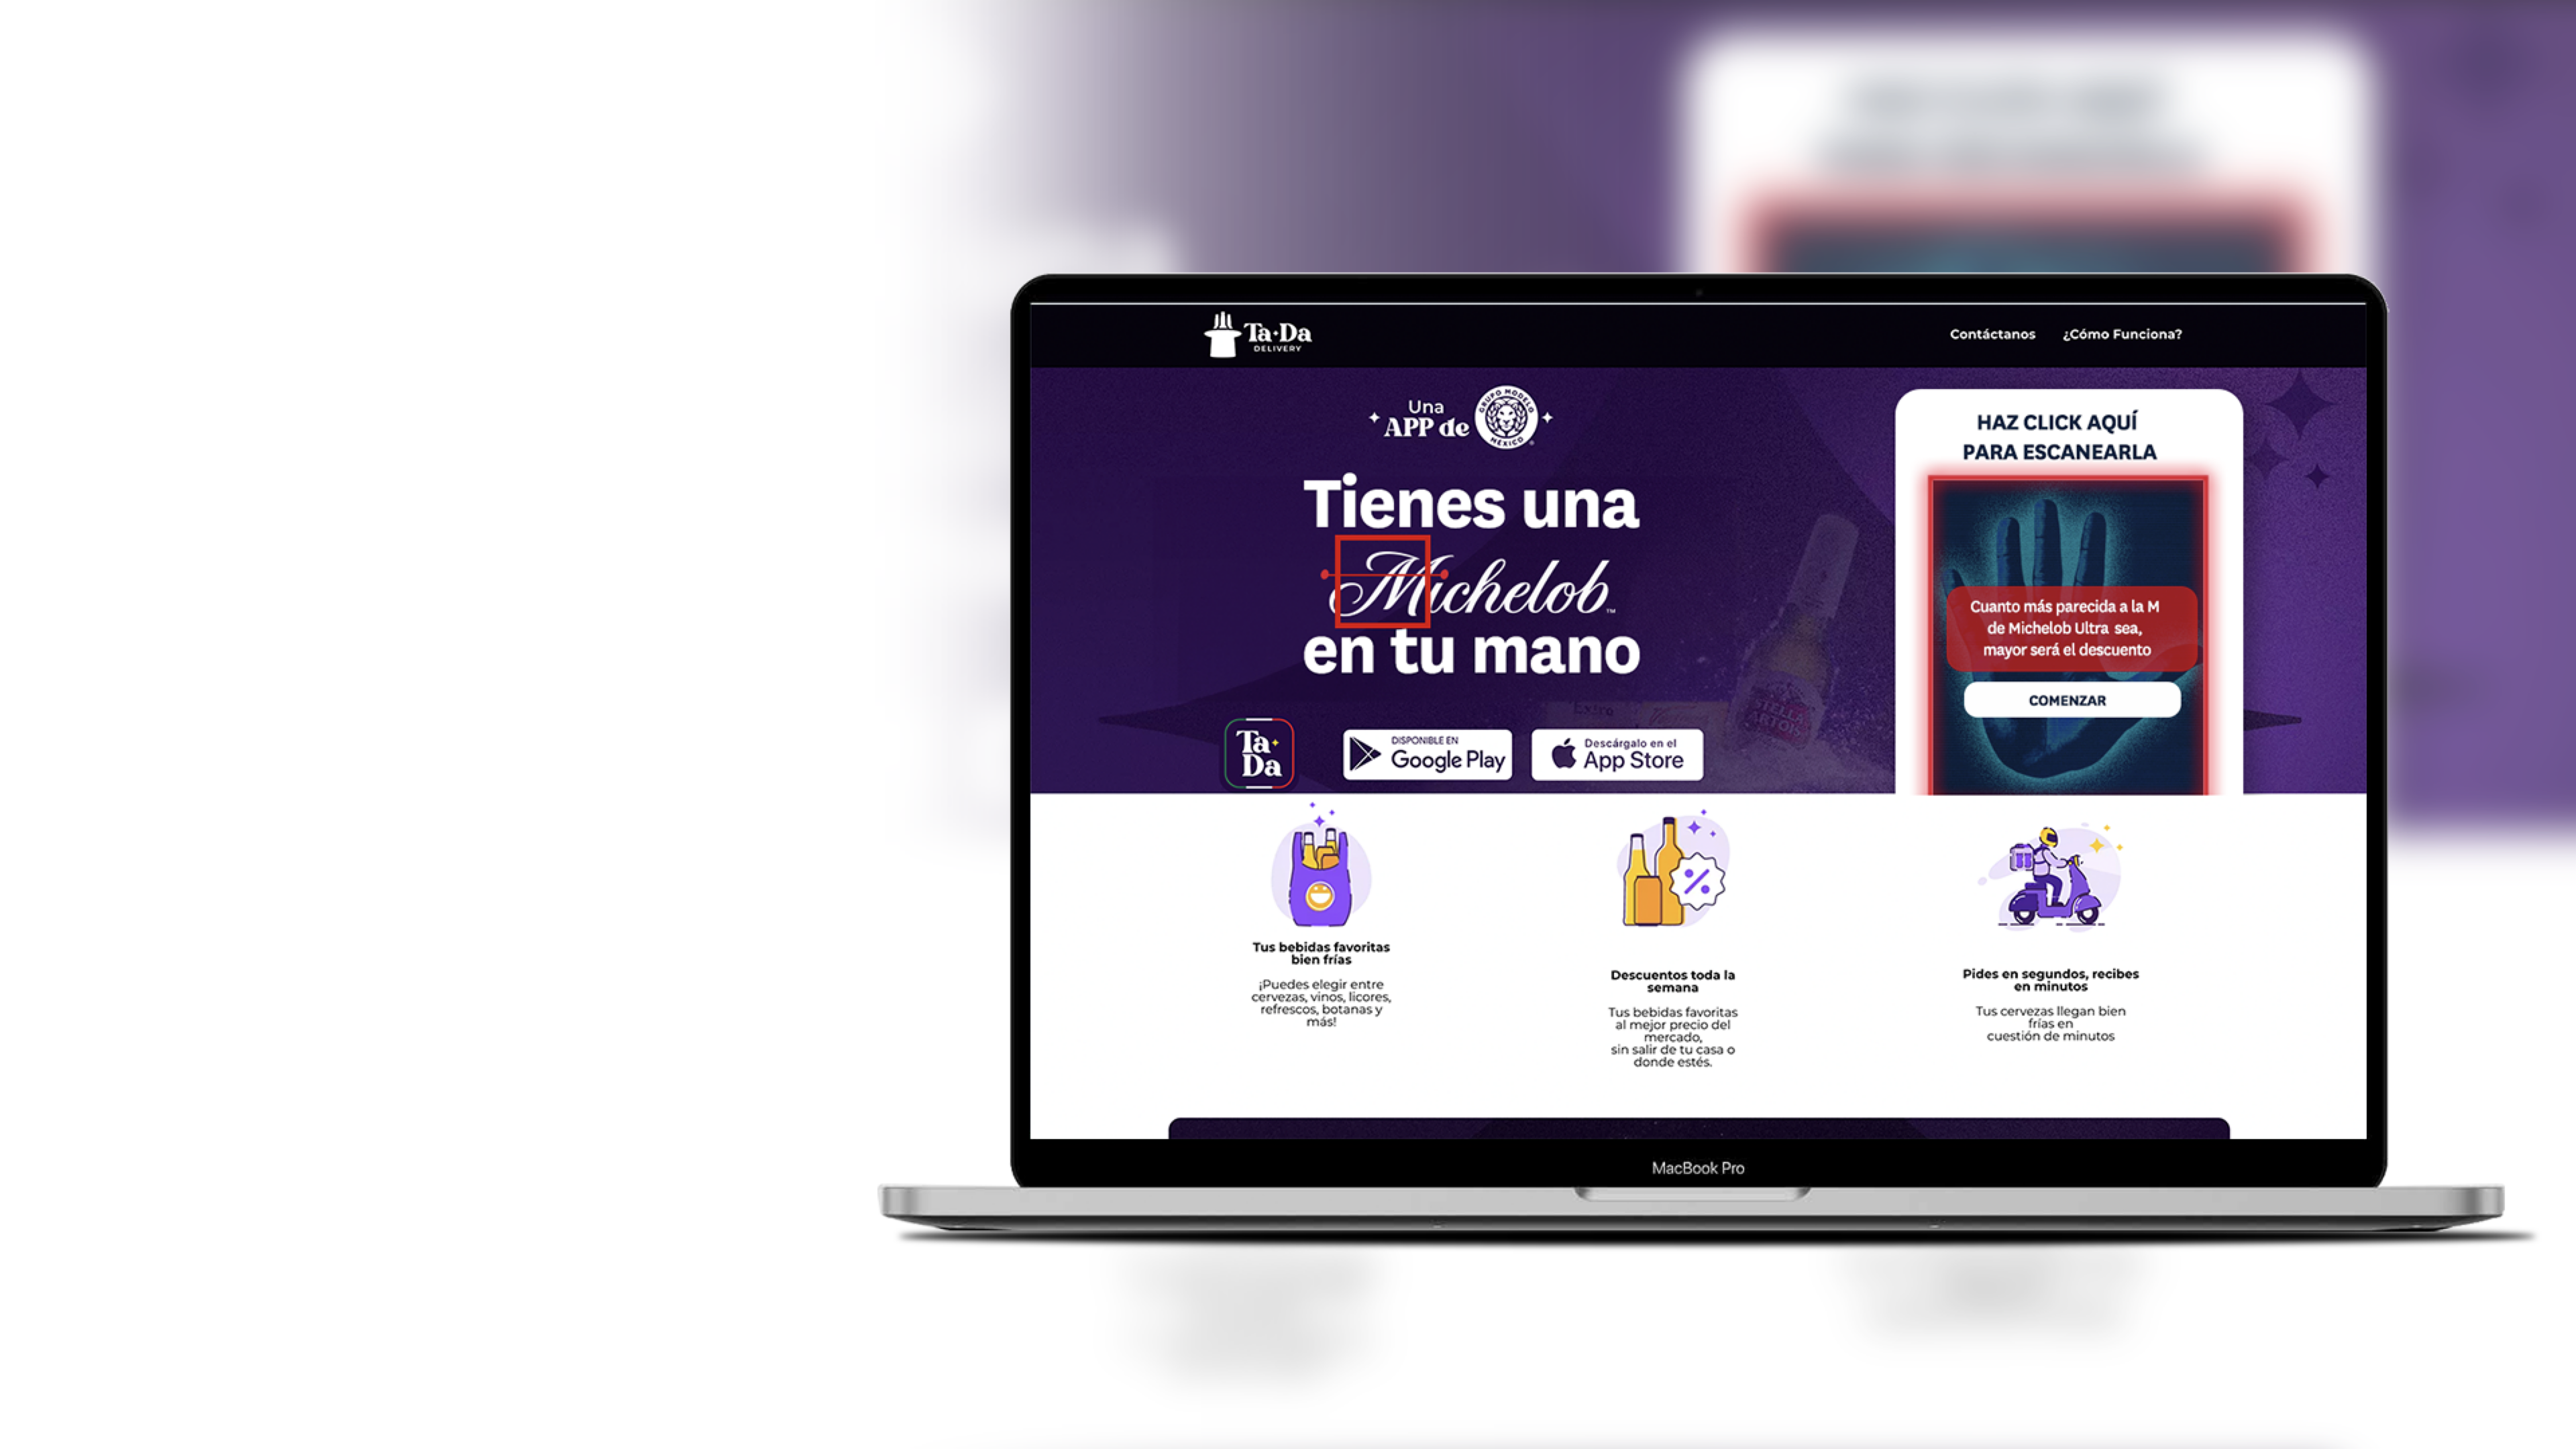 Ta·Da
DELIVERY
Contáctanos
¿Cómo Funciona?
Una
APP de
GRUPO MODELO
MÉXICO
Tienes una
Michelob™
en tu mano
Ta
Da
DISPONIBLE EN
Google Play
Descárgalo en el
App Store
STELLA
ARTOIS
Extra
HAZ CLICK AQUÍ
PARA ESCANEARLA
Cuanto más parecida a la M
de Michelob Ultra sea,
mayor será el descuento
COMENZAR
Tus bebidas favoritas
bien frías
¡Puedes elegir entre
cervezas, vinos, licores,
refrescos, botanas y
más!
Descuentos toda la
semana
Tus bebidas favoritas
al mejor precio del
mercado,
sin salir de tu casa o
donde estés.
Pides en segundos, recibes
en minutos
Tus cervezas llegan bien
frías en
cuestión de minutos
MacBook Pro